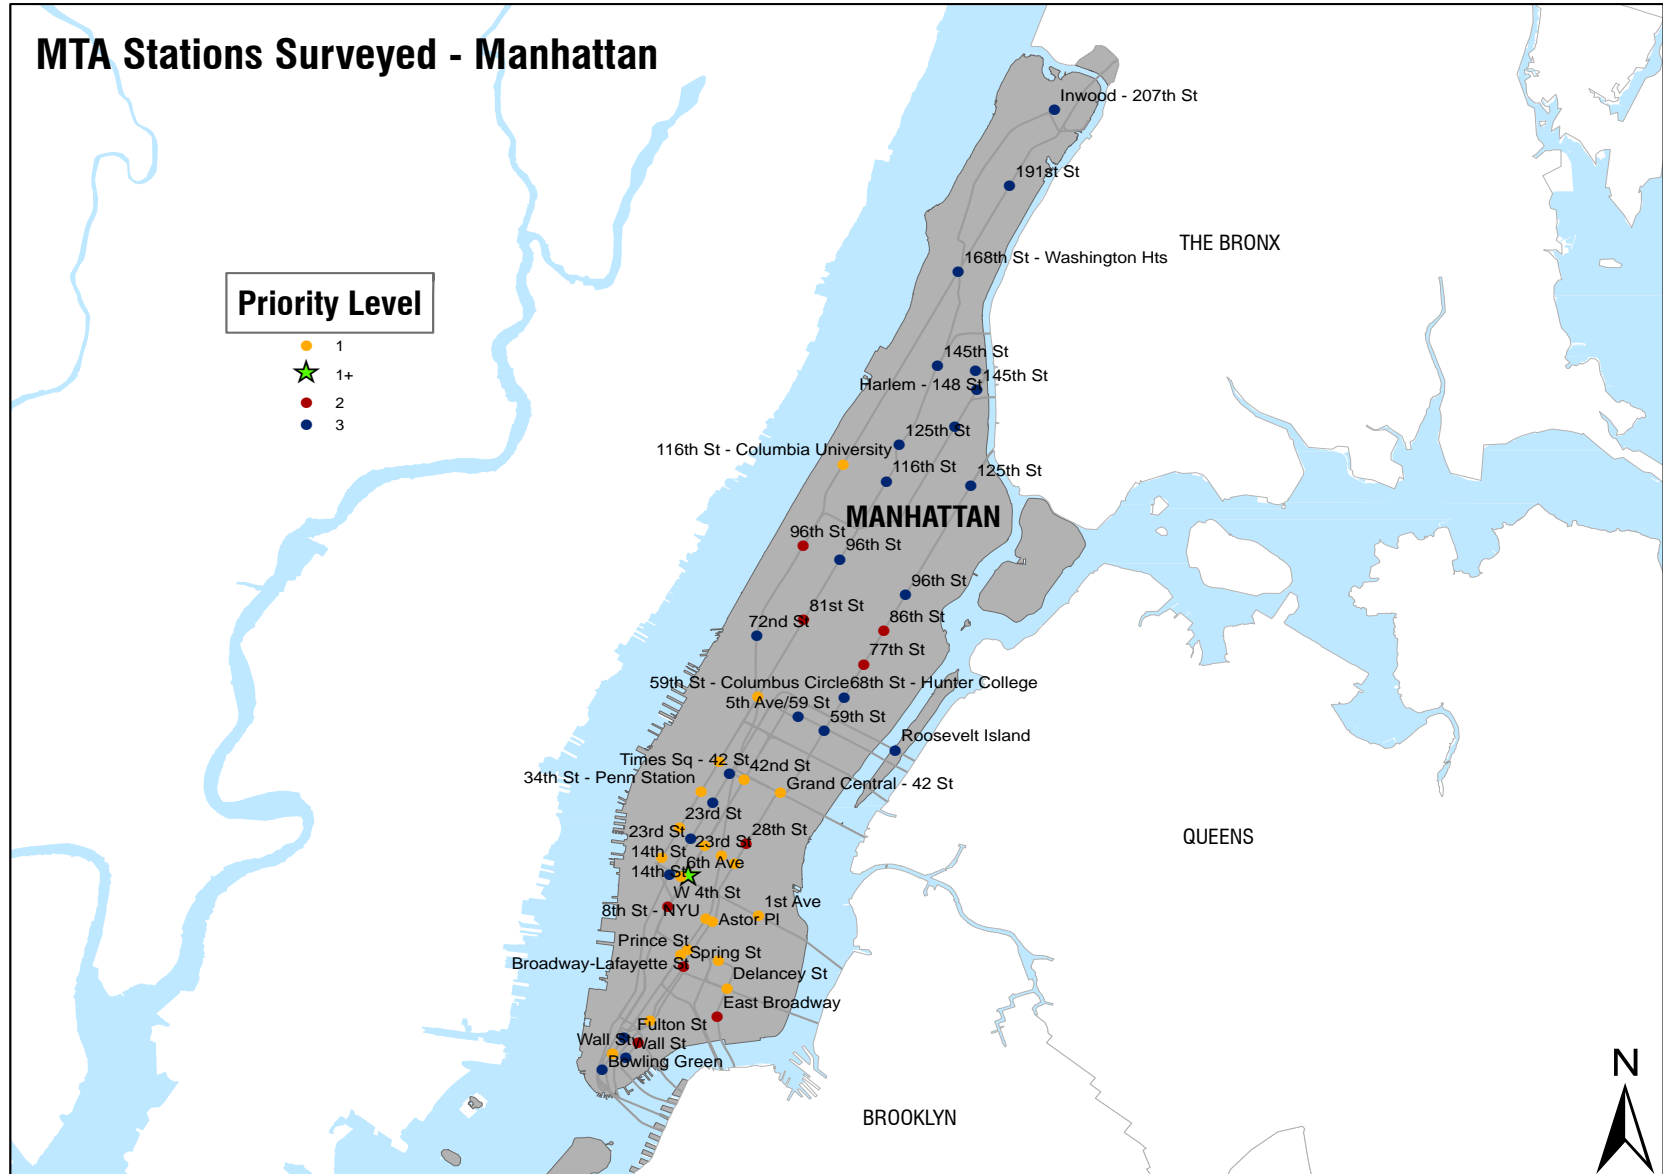 MTA Stations Surveyed - Manhattan
Inwood - 207th St
191st St
THE BRONX
168th St - Washington Hts
Priority Level
1
1+
2
3
145th St
145th St
Harlem - 148 St
125th St
116th St - Columbia University
116th St
125th St
MANHATTAN
96th St
96th St
96th St
81st St
86th St
72nd St
77th St
59th St - Columbus Circle
68th St - Hunter College
5th Ave/59 St
59th St
Roosevelt Island
Times Sq - 42 St
42nd St
34th St - Penn Station
Grand Central - 42 St
23rd St
23rd St
28th St
23rd St
14th St
6th Ave
14th St
W 4th St
1st Ave
8th St - NYU
Astor Pl
Prince St
Spring St
Broadway-Lafayette St
Delancey St
East Broadway
Fulton St
Wall St
Wall St
Bowling Green
QUEENS
BROOKLYN
N